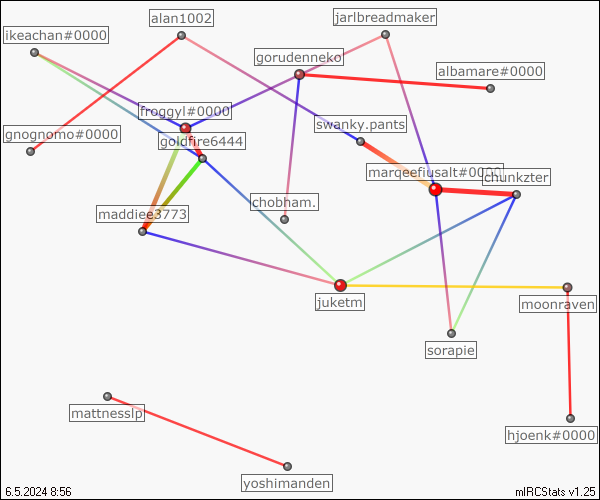 alan1002
jarlbreadmaker
ikeachan#0000
gorudenneko
albamare#0000
froggyl#0000
swanky.pants
gnognomo#0000
goldfire6444
marqeefiusalt#0000
chunkzter
maddiee3773
chobham.
juketm
moonraven
sorapie
mattnesslp
hjoenk#0000
yoshimanden
6.5.2024 8:56
mIRCStats v1.25